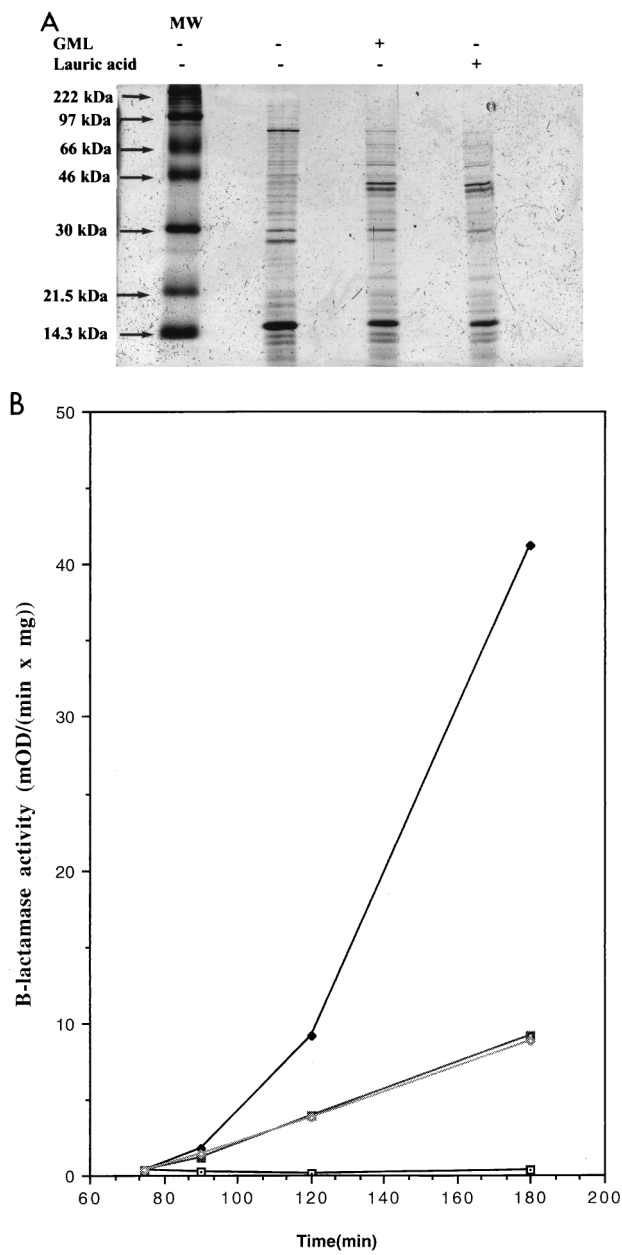 A
MW
GML - - + -
Lauric acid - - - +
222 kDa
97 kDa
66 kDa
46 kDa
30 kDa
21.5 kDa
14.3 kDa
B
50
40
30
20
10
0
B-lactamase activity (mOD/(min x mg))
60 80 100 120 140 160 180 200
Time(min)